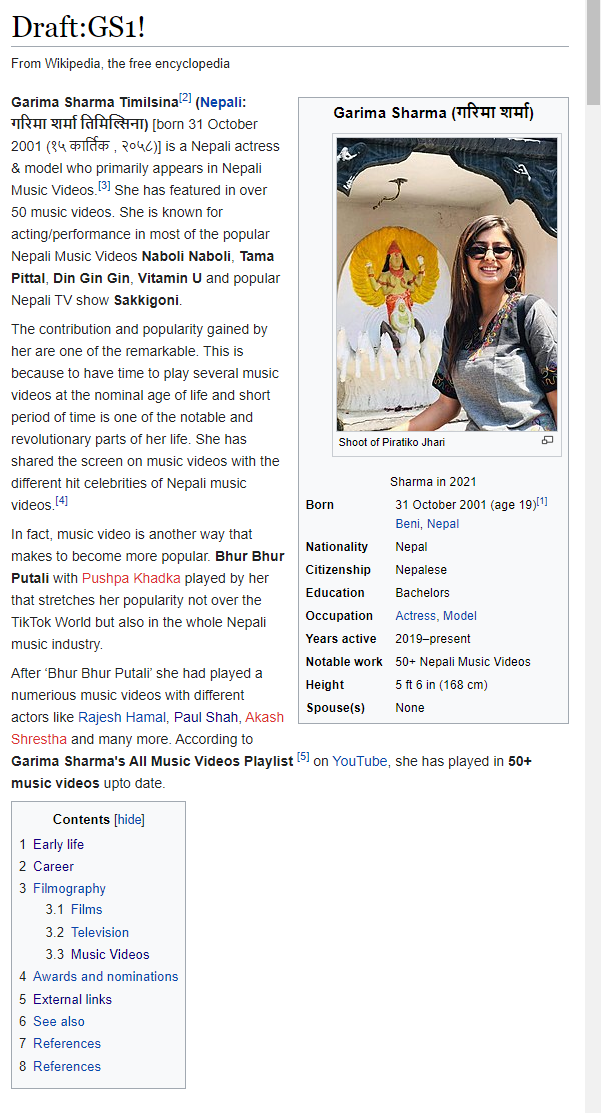 Draft:GS1!
From Wikipedia, the free encyclopedia
Garima Sharma Timilsina[2] (Nepali:
गरिमा शर्मा तिमिल्सिना) [born 31 October
2001 (१५ कार्तिक , २०५८)] is a Nepali actress
& model who primarily appears in Nepali
Music Videos.[3] She has featured in over
50 music videos. She is known for
acting/performance in most of the popular
Nepali Music Videos Naboli Naboli, Tama
Pittal, Din Gin Gin, Vitamin U and popular
Nepali TV show Sakkigoni.
The contribution and popularity gained by
her are one of the remarkable. This is
because to have time to play several music
videos at the nominal age of life and short
period of time is one of the notable and
revolutionary parts of her life. She has
shared the screen on music videos with the
different hit celebrities of Nepali music
videos.[4]
In fact, music video is another way that
makes to become more popular. Bhur Bhur
Putali with Pushpa Khadka played by her
that stretches her popularity not over the
TikTok World but also in the whole Nepali
music industry.
After ‘Bhur Bhur Putali’ she had played a
numerious music videos with different
actors like Rajesh Hamal, Paul Shah, Akash
Shrestha and many more. According to
Garima Sharma's All Music Videos Playlist [5] on YouTube, she has played in 50+
music videos upto date.
Garima Sharma (गरिमा शर्मा)
Shoot of Piratiko Jhari
Sharma in 2021
Born 31 October 2001 (age 19)[1]
Beni, Nepal
Nationality Nepal
Citizenship Nepalese
Education Bachelors
Occupation Actress, Model
Years active 2019–present
Notable work 50+ Nepali Music Videos
Height 5 ft 6 in (168 cm)
Spouse(s) None
Contents [hide]
1 Early life
2 Career
3 Filmography
3.1 Films
3.2 Television
3.3 Music Videos
4 Awards and nominations
5 External links
6 See also
7 References
8 References